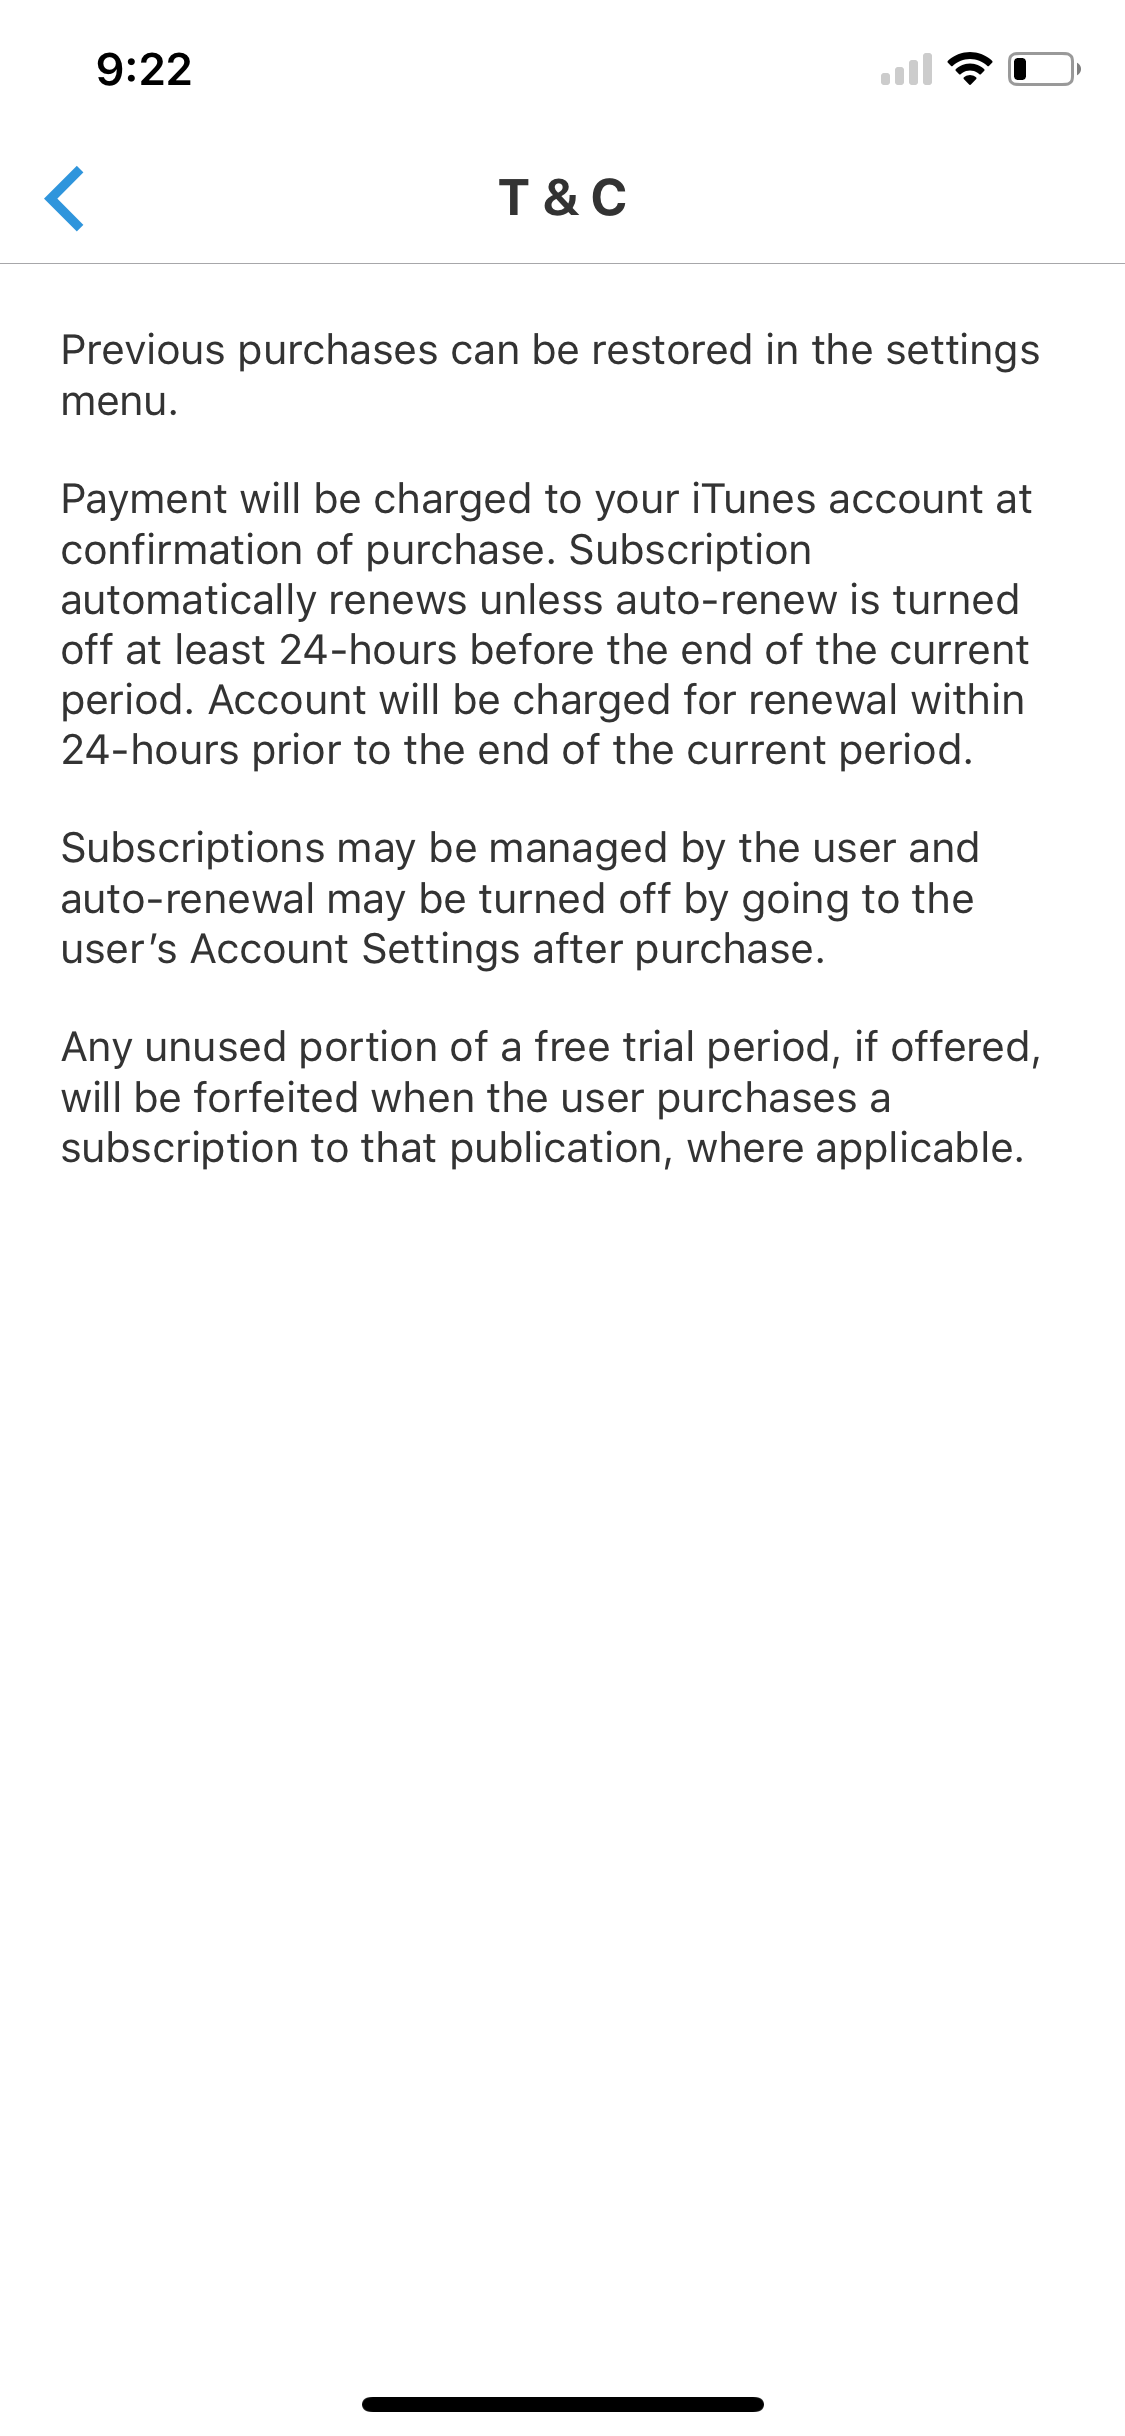 9:22
T & C
Previous purchases can be restored in the settings
menu.
Payment will be charged to your iTunes account at
confirmation of purchase. Subscription
automatically renews unless auto-renew is turned
off at least 24-hours before the end of the current
period. Account will be charged for renewal within
24-hours prior to the end of the current period.
Subscriptions may be managed by the user and
auto-renewal may be turned off by going to the
user’s Account Settings after purchase.
Any unused portion of a free trial period, if offered,
will be forfeited when the user purchases a
subscription to that publication, where applicable.